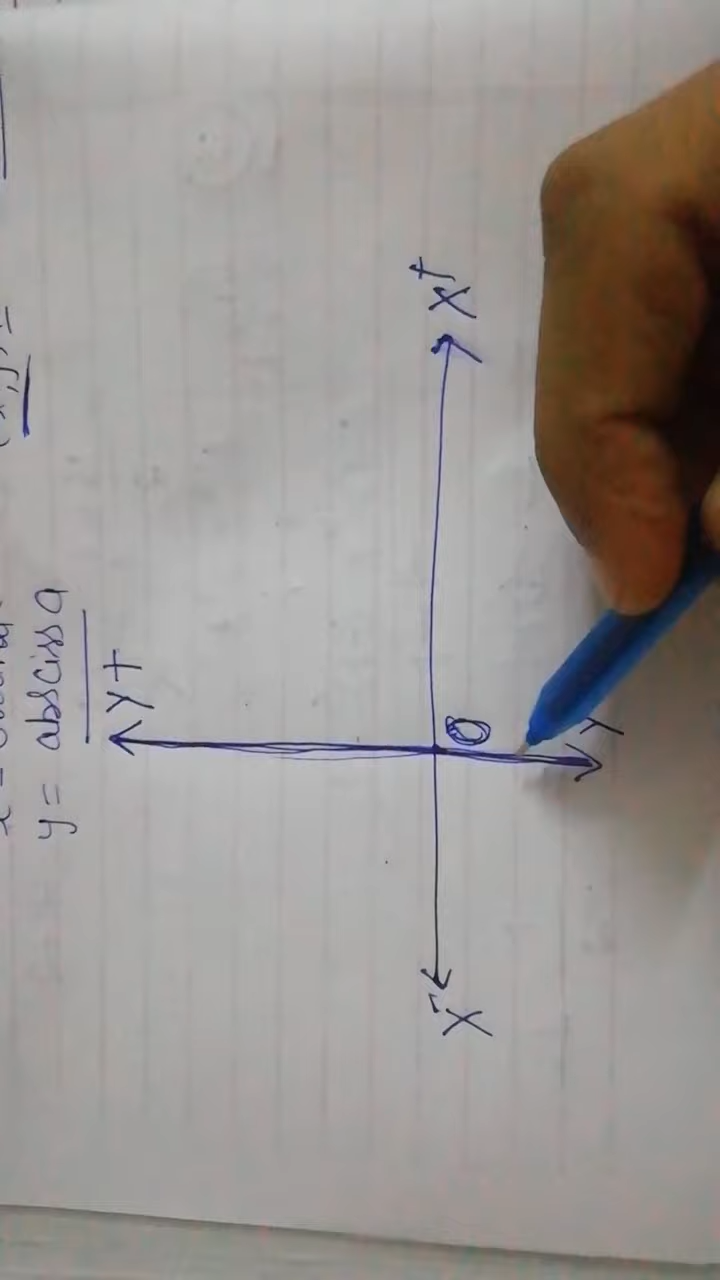 y = abscissa
y+
x+
O
x-
y